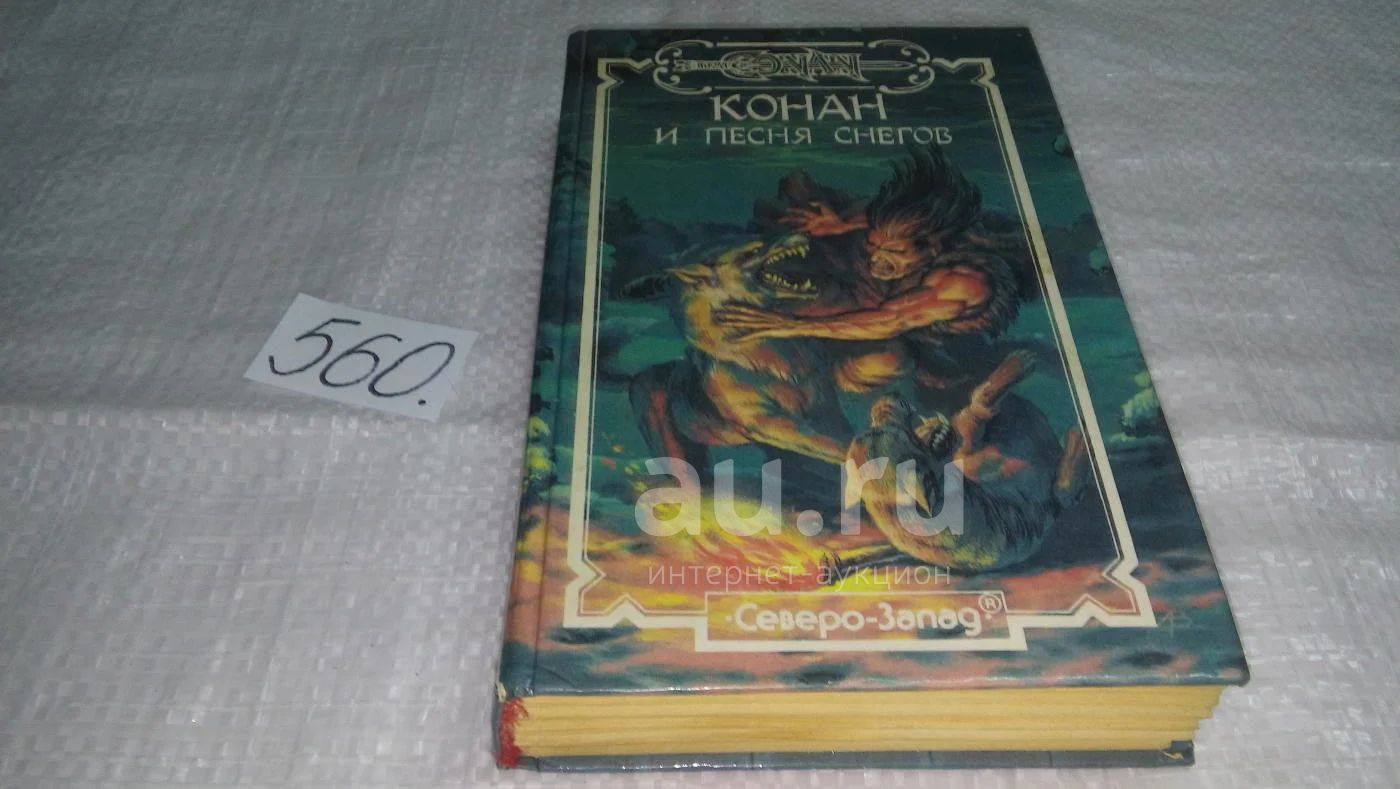 CONAN
КОНАН
И ПЕСНЯ СНЕГОВ
560.
au.ru
интернет-аукцион
·Северо-Запад·®